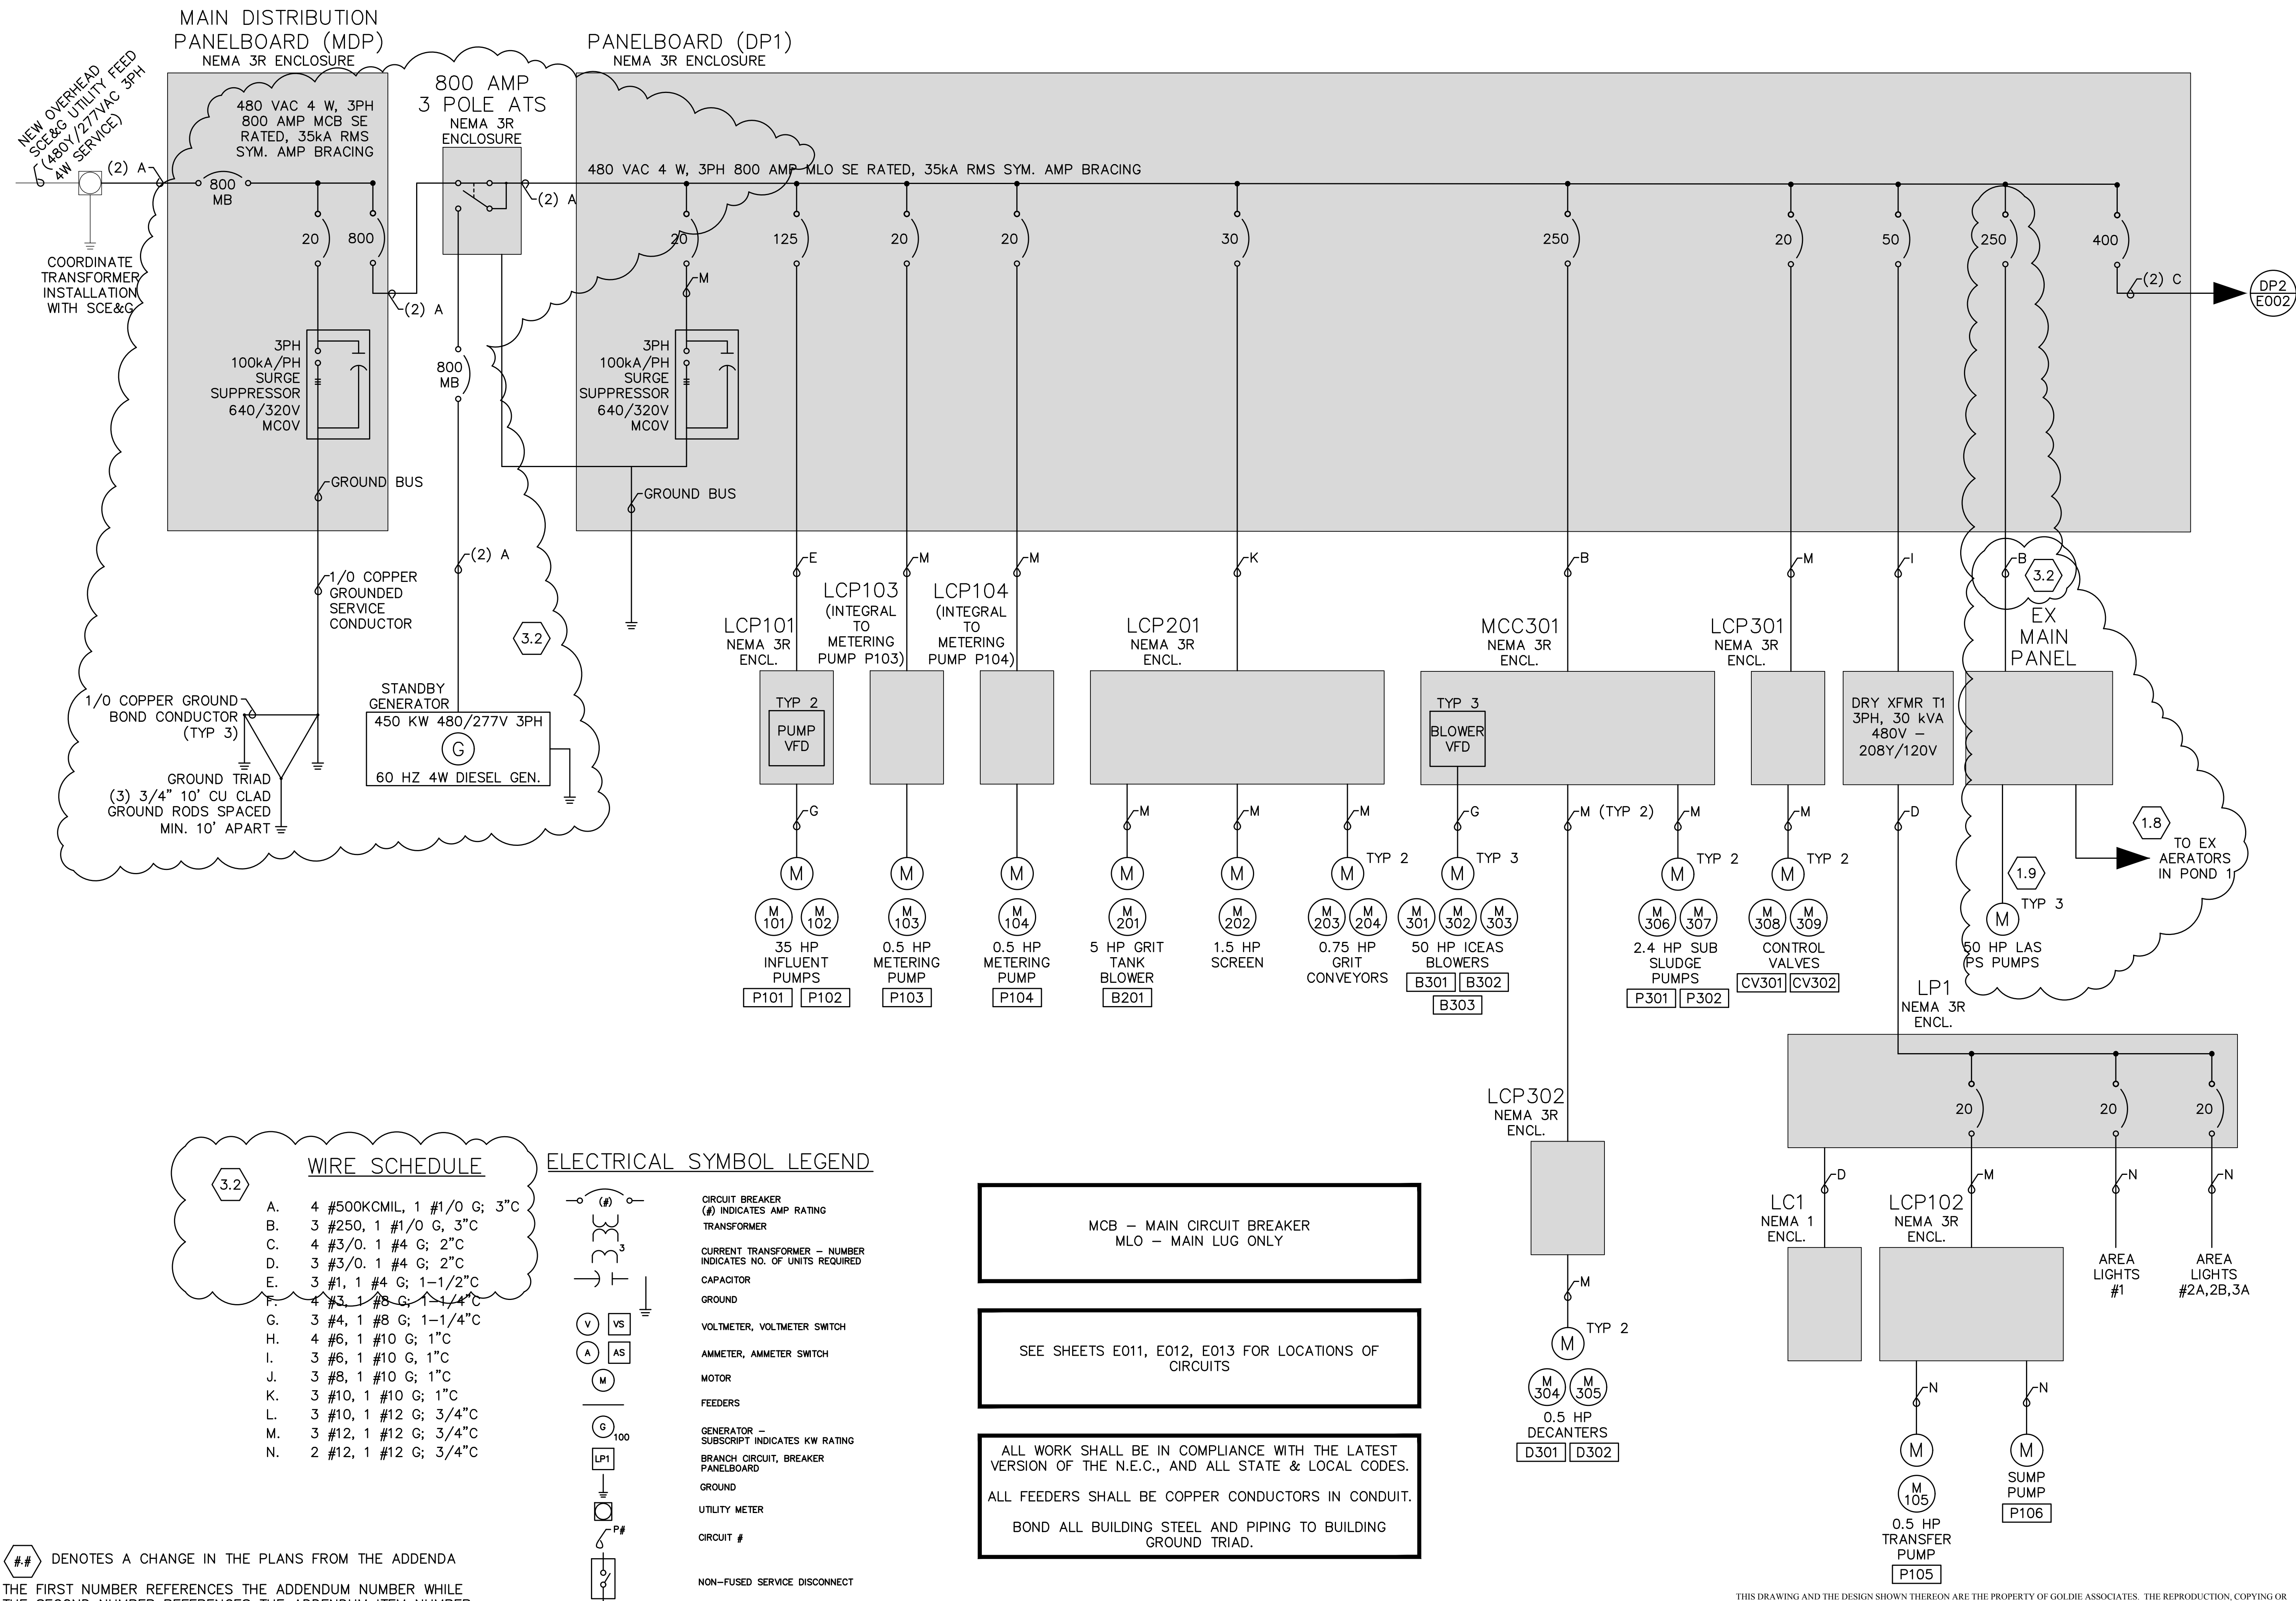 MAIN DISTRIBUTION
PANELBOARD (MDP)
NEMA 3R ENCLOSURE
PANELBOARD (DP1)
NEMA 3R ENCLOSURE
NEW OVERHEAD
SCE&G UTILITY FEED
(480Y/277VAC 3PH
4W SERVICE)
480 VAC 4 W, 3PH
800 AMP MCB SE
RATED, 35kA RMS
SYM. AMP BRACING
800 AMP
3 POLE ATS
NEMA 3R
ENCLOSURE
480 VAC 4 W, 3PH 800 AMP MLO SE RATED, 35kA RMS SYM. AMP BRACING
(2) A
800
MB
(2) A
20
800
20
125
20
20
30
250
20
50
250
400
COORDINATE
TRANSFORMER
INSTALLATION
WITH SCE&G
(2) A
M
(2) C
DP2
E002
3PH
100kA/PH
SURGE
SUPPRESSOR
640/320V
MCOV
800
MB
3PH
100kA/PH
SURGE
SUPPRESSOR
640/320V
MCOV
GROUND BUS
GROUND BUS
(2) A
E
M
M
K
B
M
I
B
3.2
1/0 COPPER
GROUNDED
SERVICE
CONDUCTOR
3.2
LCP101
NEMA 3R
ENCL.
LCP103
(INTEGRAL
TO
METERING
PUMP P103)
LCP104
(INTEGRAL
TO
METERING
PUMP P104)
LCP201
NEMA 3R
ENCL.
MCC301
NEMA 3R
ENCL.
LCP301
NEMA 3R
ENCL.
EX
MAIN
PANEL
1/0 COPPER GROUND
BOND CONDUCTOR
(TYP 3)
STANDBY
GENERATOR
450 KW 480/277V 3PH
G
60 HZ 4W DIESEL GEN.
GROUND TRIAD
(3) 3/4" 10' CU CLAD
GROUND RODS SPACED
MIN. 10' APART
TYP 2
PUMP
VFD
TYP 3
BLOWER
VFD
DRY XFMR T1
3PH, 30 kVA
480V –
208Y/120V
G
M
M
M
G
M (TYP 2)
M
M
D
1.8
TO EX
AERATORS
IN POND 1
M
M
M
M
M
M
TYP 2
M
TYP 3
M
TYP 2
M
TYP 2
1.9
M
TYP 3
50 HP LAS
PS PUMPS
M
101
M
102
35 HP
INFLUENT
PUMPS
P101
P102
M
103
0.5 HP
METERING
PUMP
P103
M
104
0.5 HP
METERING
PUMP
P104
M
201
5 HP GRIT
TANK
BLOWER
B201
M
202
1.5 HP
SCREEN
M
203
M
204
0.75 HP
GRIT
CONVEYORS
M
301
M
302
M
303
50 HP ICEAS
BLOWERS
B301
B302
B303
M
306
M
307
2.4 HP SUB
SLUDGE
PUMPS
P301
P302
M
308
M
309
CONTROL
VALVES
CV301
CV302
LP1
NEMA 3R
ENCL.
20
20
20
D
M
N
N
LC1
NEMA 1
ENCL.
LCP102
NEMA 3R
ENCL.
AREA
LIGHTS
#1
AREA
LIGHTS
#2A,2B,3A
LCP302
NEMA 3R
ENCL.
M
M
TYP 2
M
304
M
305
0.5 HP
DECANTERS
D301
D302
N
N
M
M
105
0.5 HP
TRANSFER
PUMP
P105
M
SUMP
PUMP
P106
3.2
WIRE SCHEDULE
A. 4 #500KCMIL, 1 #1/0 G; 3"C
B. 3 #250, 1 #1/0 G, 3"C
C. 4 #3/0. 1 #4 G; 2"C
D. 3 #3/0. 1 #4 G; 2"C
E. 3 #1, 1 #4 G; 1–1/2"C
F. 4 #3, 1 #8 G; 1–1/4"C
G. 3 #4, 1 #8 G; 1–1/4"C
H. 4 #6, 1 #10 G; 1"C
I. 3 #6, 1 #10 G, 1"C
J. 3 #8, 1 #10 G; 1"C
K. 3 #10, 1 #10 G; 1"C
L. 3 #10, 1 #12 G; 3/4"C
M. 3 #12, 1 #12 G; 3/4"C
N. 2 #12, 1 #12 G; 3/4"C
ELECTRICAL SYMBOL LEGEND
(#)
CIRCUIT BREAKER
(#) INDICATES AMP RATING
TRANSFORMER
3
CURRENT TRANSFORMER – NUMBER
INDICATES NO. OF UNITS REQUIRED
CAPACITOR
GROUND
V
VS
VOLTMETER, VOLTMETER SWITCH
A
AS
AMMETER, AMMETER SWITCH
M
MOTOR
FEEDERS
G
100
GENERATOR –
SUBSCRIPT INDICATES KW RATING
LP1
BRANCH CIRCUIT, BREAKER
PANELBOARD
GROUND
UTILITY METER
P#
CIRCUIT #
NON–FUSED SERVICE DISCONNECT
MCB – MAIN CIRCUIT BREAKER
MLO – MAIN LUG ONLY
SEE SHEETS E011, E012, E013 FOR LOCATIONS OF
CIRCUITS
ALL WORK SHALL BE IN COMPLIANCE WITH THE LATEST
VERSION OF THE N.E.C., AND ALL STATE & LOCAL CODES.
ALL FEEDERS SHALL BE COPPER CONDUCTORS IN CONDUIT.
BOND ALL BUILDING STEEL AND PIPING TO BUILDING
GROUND TRIAD.
#.#
DENOTES A CHANGE IN THE PLANS FROM THE ADDENDA
THE FIRST NUMBER REFERENCES THE ADDENDUM NUMBER WHILE
THE SECOND NUMBER REFERENCES THE ADDENDUM ITEM NUMBER
THIS DRAWING AND THE DESIGN SHOWN THEREON ARE THE PROPERTY OF GOLDIE ASSOCIATES. THE REPRODUCTION, COPYING OR